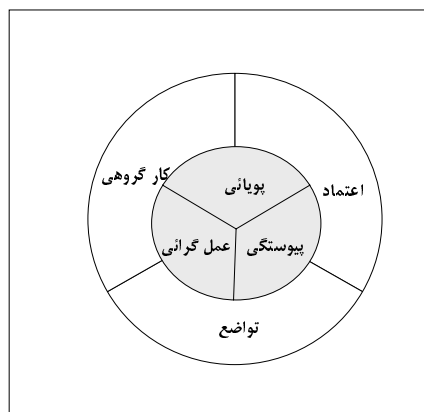 پویائی
اعتماد
کار گروهی
پیوستگی
عمل گرائی
تواضع